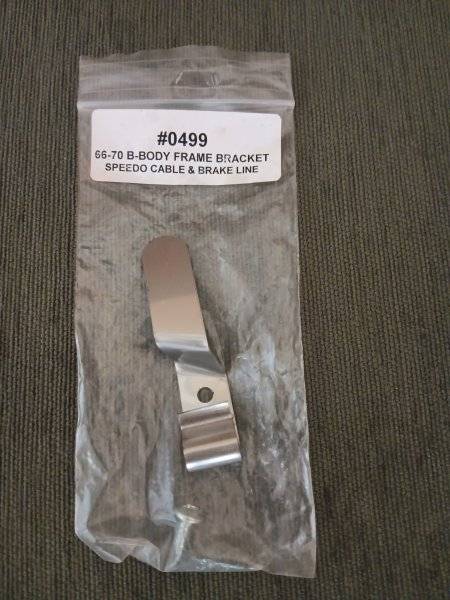 #0499
66-70 B-BODY FRAME BRACKET
SPEEDO CABLE & BRAKE LINE